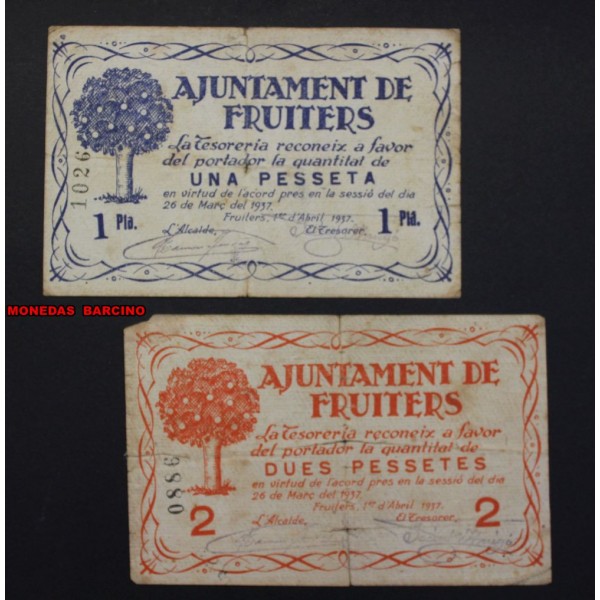 AJUNTAMENT DE
FRUITERS
La Tesoreria reconeix a favor
del portador la quantitat de
UNA PESSETA
en virtud de l'acord pres en la sessió del dia
26 de Març del 1937.
Fruiters, 1er d'Abril 1937.
L'Alcalde, El Tresorer,
1 Pta. 1 Pta.
1026
MONEDAS BARCINO
AJUNTAMENT DE
FRUITERS
La Tesoreria reconeix a favor
del portador la quantitat de
DUES PESSETES
en virtud de l'acord pres en la sessió del dia
26 de Març del 1937.
Fruiters, 1er d'Abril 1937.
L'Alcalde, El Tresorer,
2 2
0886